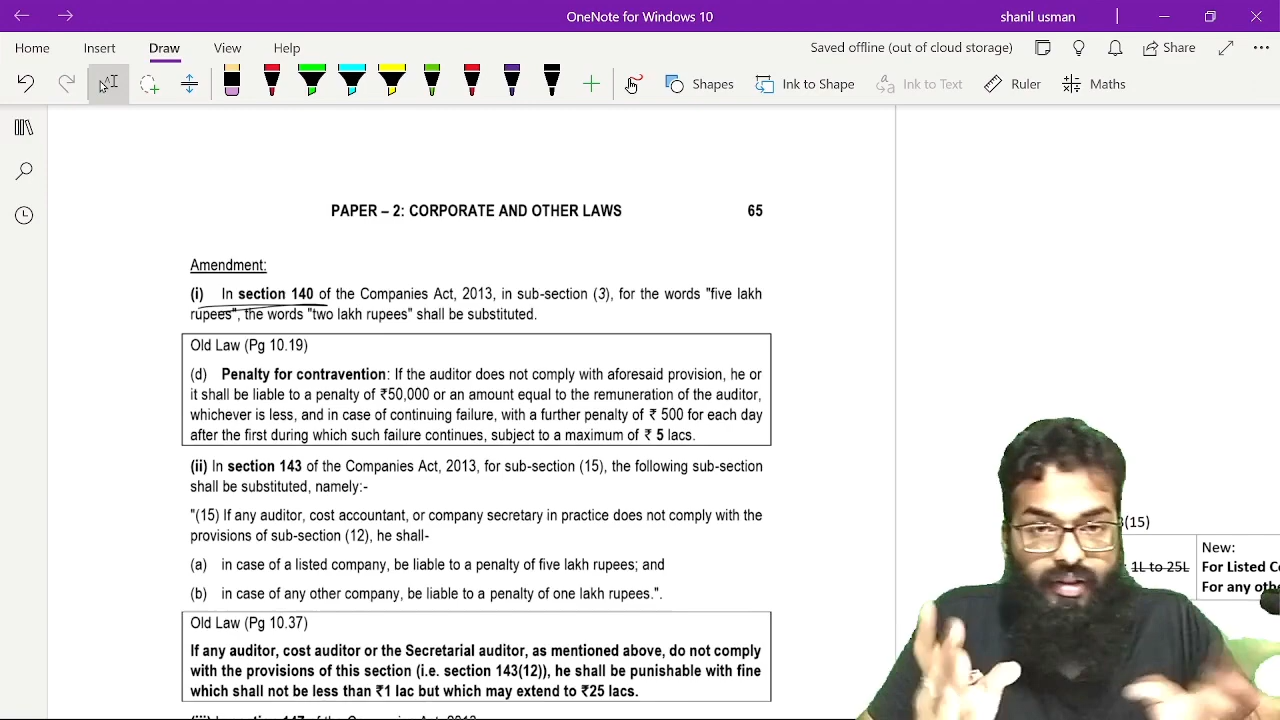 OneNote for Windows 10
shanil usman
Home Insert Draw View Help
Saved offline (out of cloud storage)
Share
Shapes
Ink to Shape
Ink to Text
Ruler
Maths
PAPER – 2: CORPORATE AND OTHER LAWS 65
Amendment:
(i) In section 140 of the Companies Act, 2013, in sub-section (3), for the words "five lakh
rupees", the words "two lakh rupees" shall be substituted.
Old Law (Pg 10.19)
(d) Penalty for contravention: If the auditor does not comply with aforesaid provision, he or
it shall be liable to a penalty of ₹50,000 or an amount equal to the remuneration of the auditor,
whichever is less, and in case of continuing failure, with a further penalty of ₹ 500 for each day
after the first during which such failure continues, subject to a maximum of ₹ 5 lacs.
(ii) In section 143 of the Companies Act, 2013, for sub-section (15), the following sub-section
shall be substituted, namely:-
"(15) If any auditor, cost accountant, or company secretary in practice does not comply with the
provisions of sub-section (12), he shall-
(a) in case of a listed company, be liable to a penalty of five lakh rupees; and
(b) in case of any other company, be liable to a penalty of one lakh rupees.".
Old Law (Pg 10.37)
If any auditor, cost auditor or the Secretarial auditor, as mentioned above, do not comply
with the provisions of this section (i.e. section 143(12)), he shall be punishable with fine
which shall not be less than ₹1 lac but which may extend to ₹25 lacs.
(15)
1L to 25L
New:
For Listed
For any